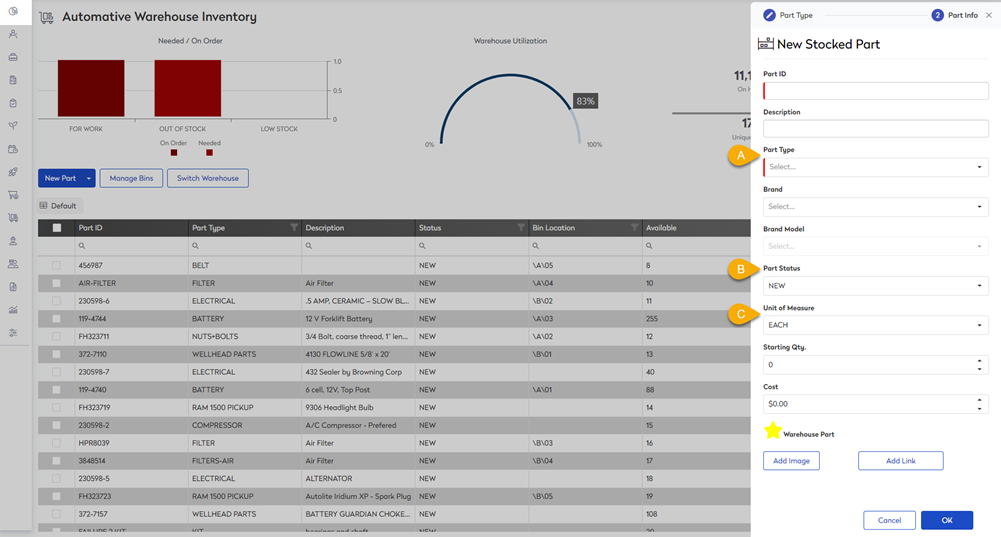 Automotive Warehouse Inventory
Needed / On Order
1.0
0.5
0
FOR WORK OUT OF STOCK LOW STOCK
On Order Needed
Warehouse Utilization
83%
0% 100%
11,1
On H
17
Unique
New Part Manage Bins Switch Warehouse
Default
Part ID Part Type Description Status Bin Location Available
456987 BELT NEW \A\05 8
AIR-FILTER FILTER Air Filter NEW \A\04 10
230598-6 ELECTRICAL .5 AMP, CERAMIC – SLOW BL... NEW \B\02 11
119-4744 BATTERY 12 V Forklift Battery NEW \A\03 255
FH323711 NUTS+BOLTS 3/4 Bolt, coarse thread, 1" len... NEW \A\02 12
372-7110 WELLHEAD PARTS 4130 FLOWLINE 5/8' x 20' NEW \B\01 13
230598-7 ELECTRICAL 432 Sealer by Browning Corp NEW 40
119-4740 BATTERY 6 cell, 12V, Top Post NEW \A\01 88
FH323719 RAM 1500 PICKUP 9306 Headlight Bulb NEW 14
230598-2 COMPRESSOR A/C Compressor - Prefered NEW 15
HPR8039 FILTER Air Filter NEW \B\03 16
3848514 FILTERS-AIR Air Filter NEW \B\04 17
230598-5 ELECTRICAL ALTERNATOR NEW 18
FH323723 RAM 1500 PICKUP Autolite Iridium XP - Spark Plug NEW \B\05 19
372-7157 WELLHEAD PARTS BATTERY GUARDIAN CHOKE... NEW 108
FAILURE 2 KIT KIT bearings and shaft NEW 20
Part Type 2 Part Info
New Stocked Part
Part ID
Description
A Part Type
Select...
Brand
Select...
Brand Model
Select...
B Part Status
NEW
C Unit of Measure
EACH
Starting Qty.
0
Cost
$0.00
Warehouse Part
Add Image Add Link
Cancel OK